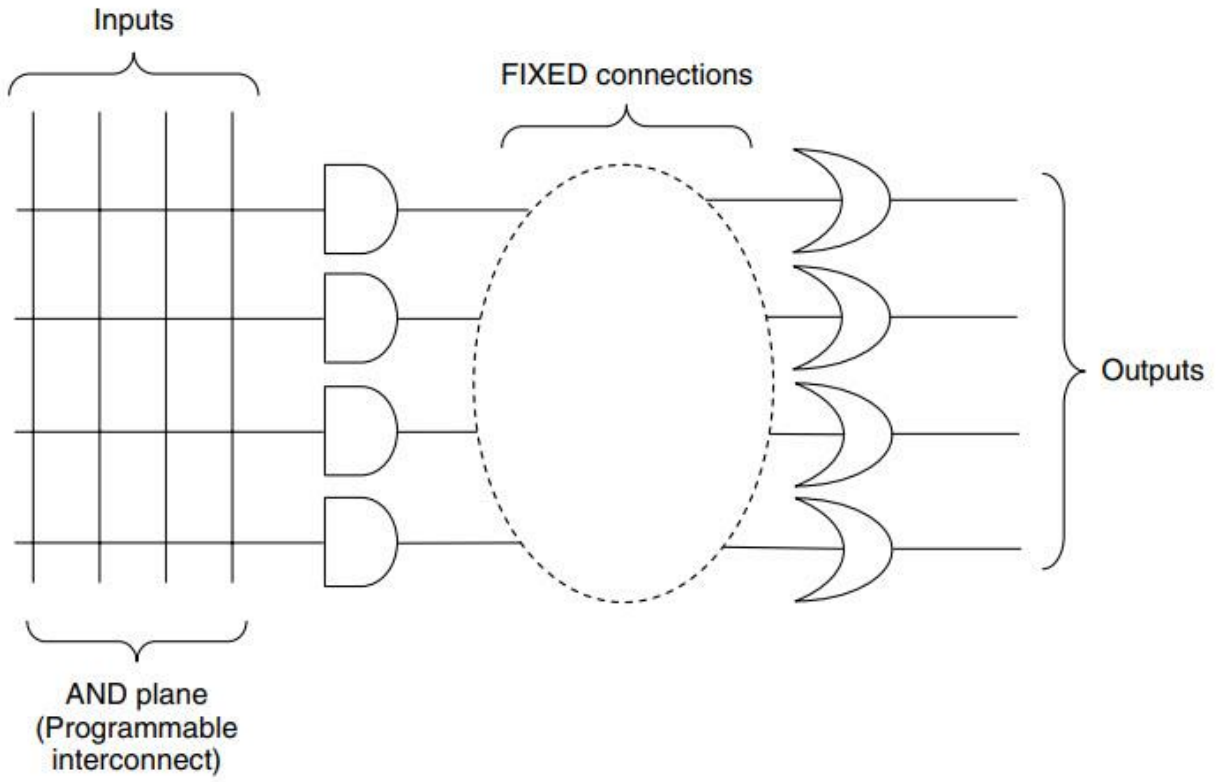 Inputs
FIXED connections
Outputs
AND plane
(Programmable
interconnect)